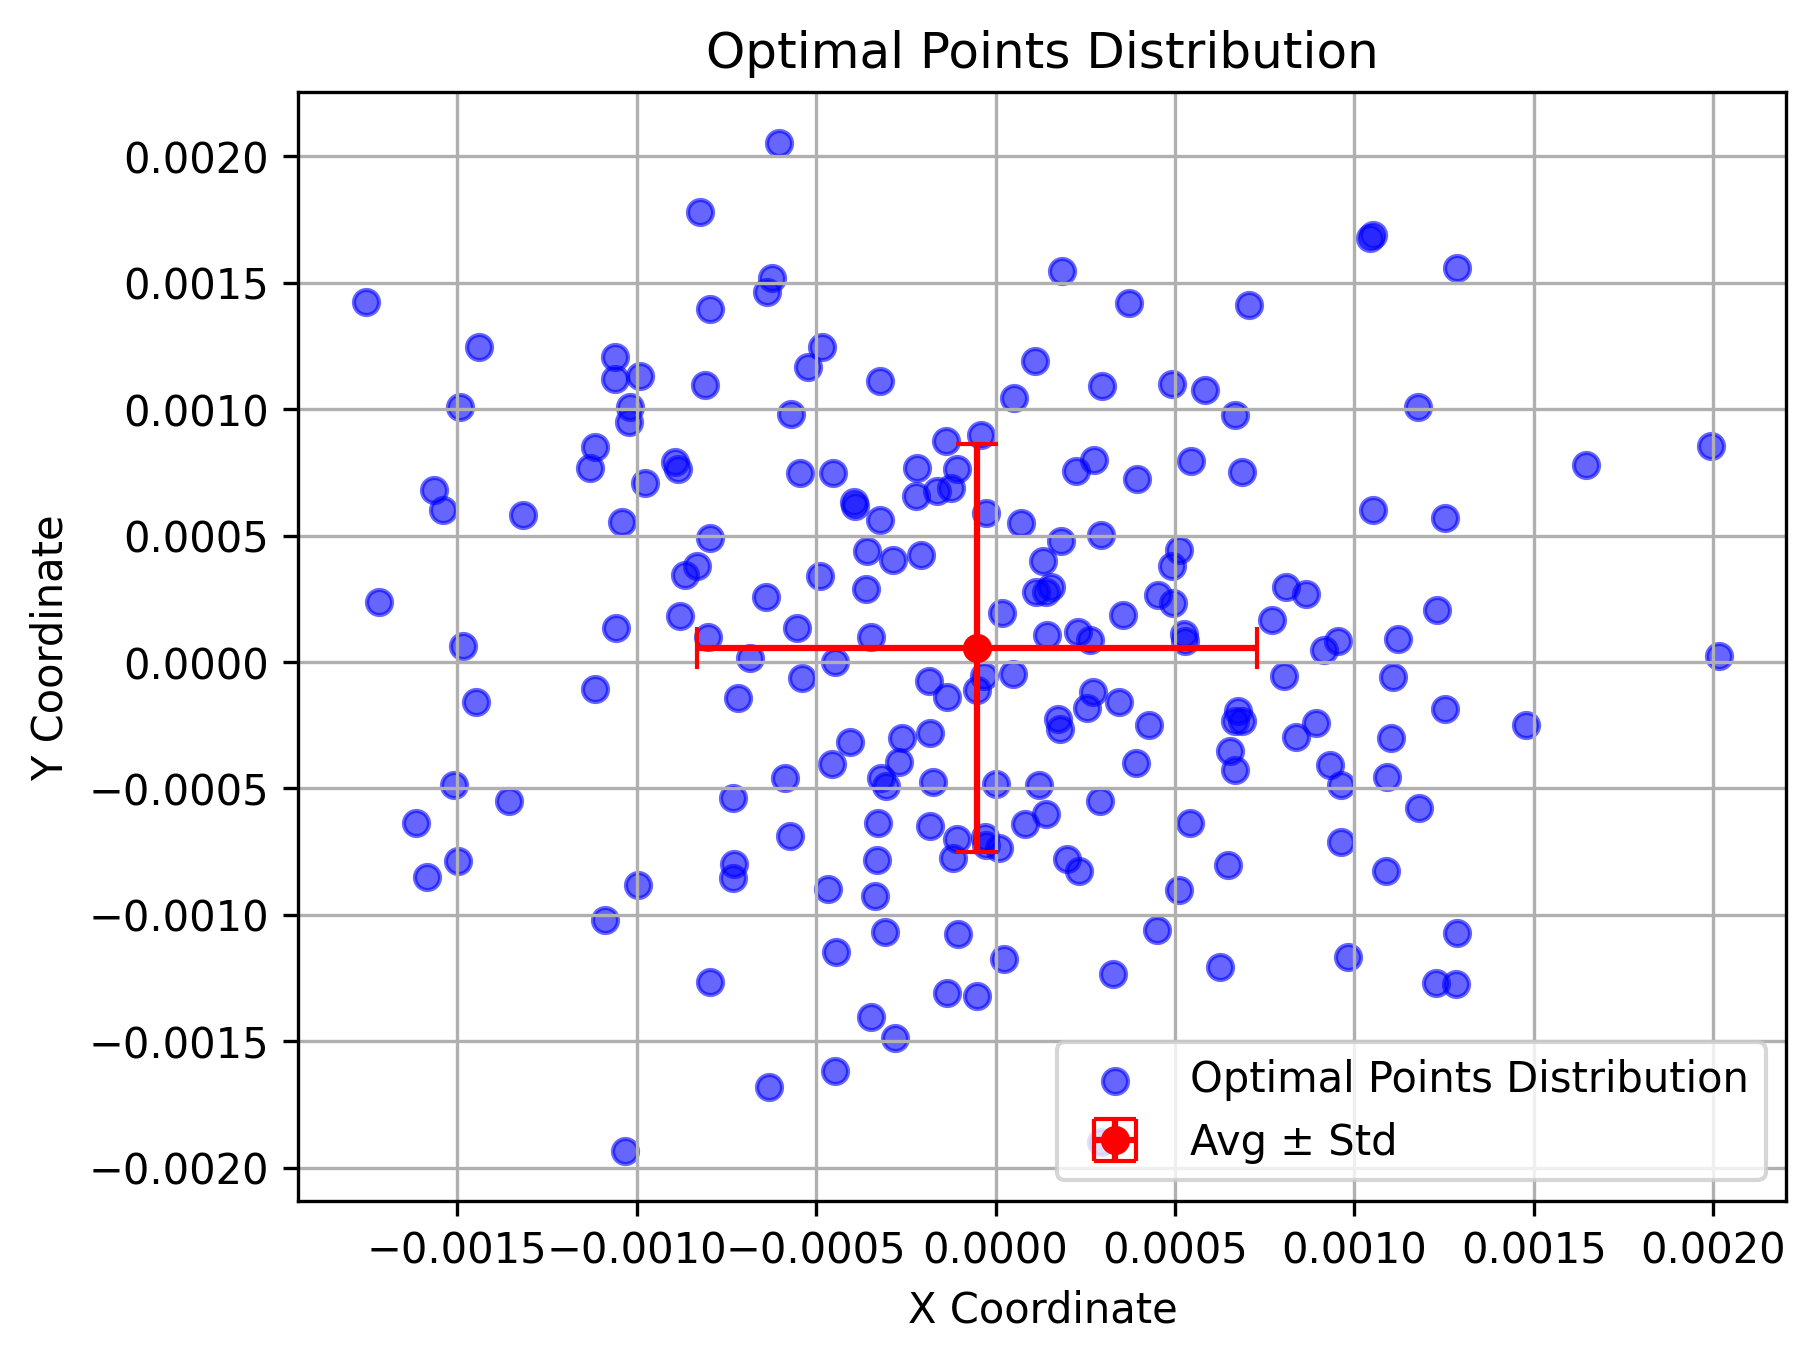 Optimal Points Distribution
0.0020
0.0015
0.0010
0.0005
0.0000
−0.0005
−0.0010
−0.0015
−0.0020
Y Coordinate
Optimal Points Distribution
Avg ± Std
−0.0015 −0.0010 −0.0005 0.0000 0.0005 0.0010 0.0015 0.0020
X Coordinate